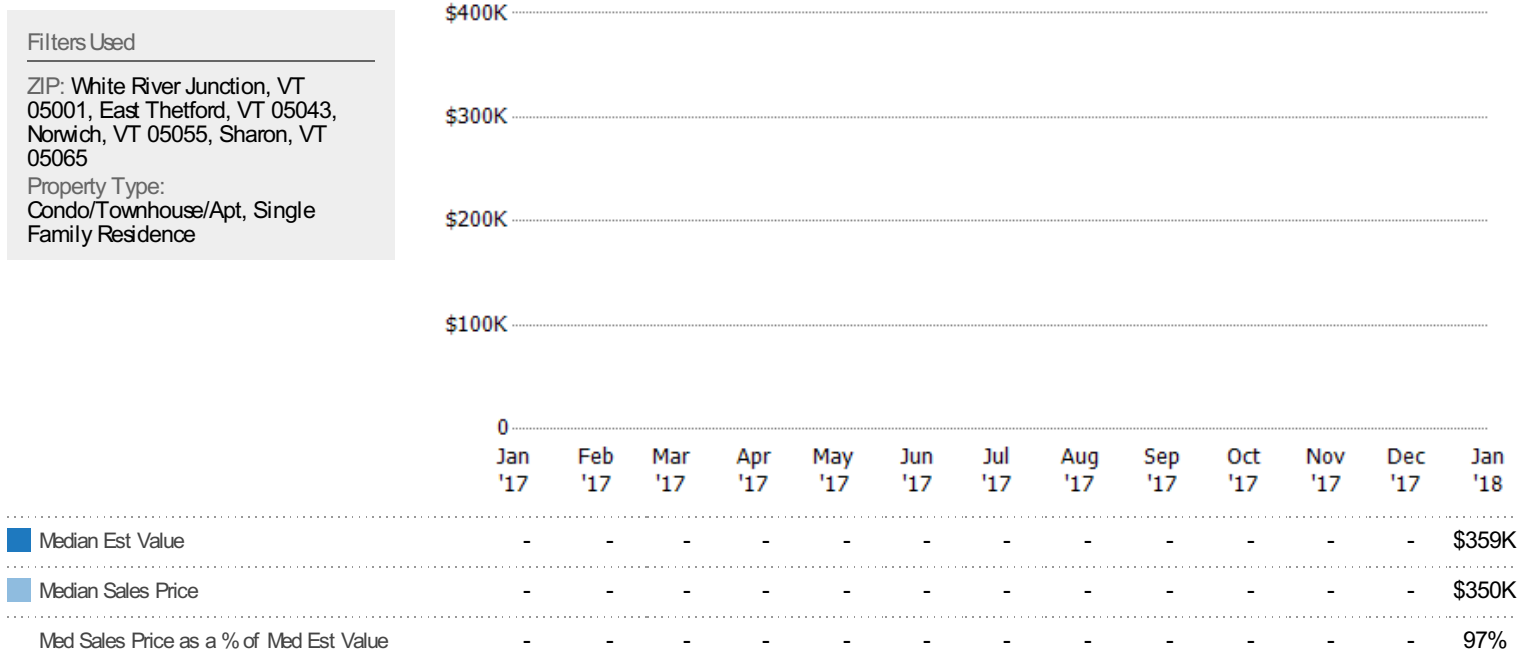 Filters Used
ZIP: White River Junction, VT
05001, East Thetford, VT 05043,
Norwich, VT 05055, Sharon, VT
05065
Property Type:
Condo/Townhouse/Apt, Single
Family Residence
$400K
$300K
$200K
$100K
0
Jan Feb Mar Apr May Jun Jul Aug Sep Oct Nov Dec Jan
'17 '17 '17 '17 '17 '17 '17 '17 '17 '17 '17 '17 '18
Median Est Value - - - - - - - - - - - - $359K
Median Sales Price - - - - - - - - - - - - $350K
Med Sales Price as a % of Med Est Value - - - - - - - - - - - - 97%